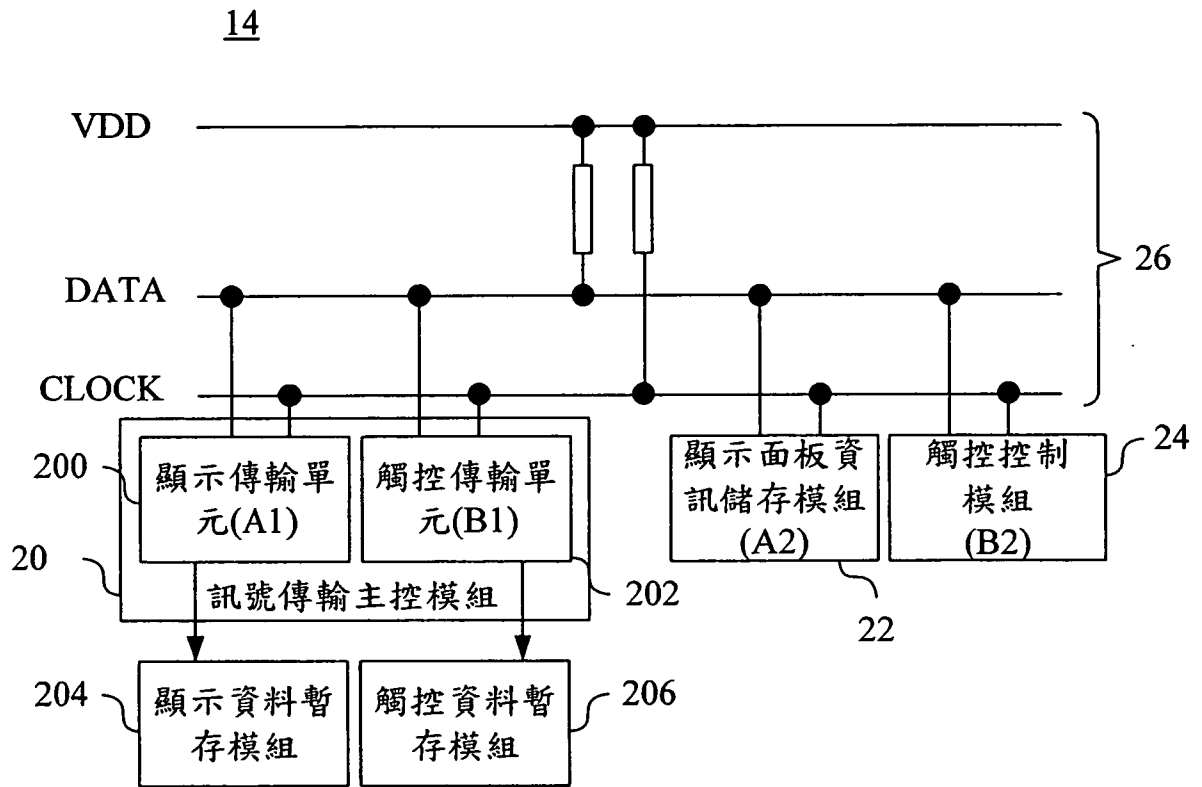 14
VDD
DATA
26
CLOCK
200
顯示傳輸單
元(A1)
觸控傳輸單
元(B1)
顯示面板資
訊儲存模組
(A2)
觸控控制
模組
(B2)
24
20
訊號傳輸主控模組
202
22
204
顯示資料暫
存模組
觸控資料暫
存模組
206